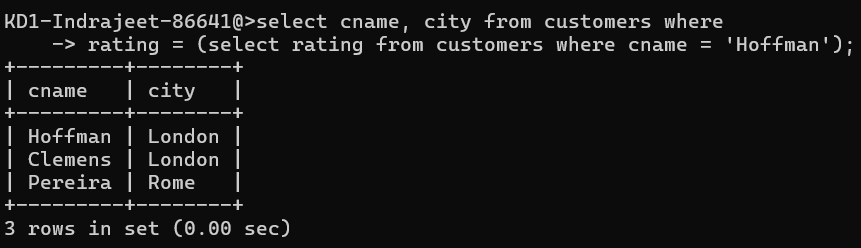 KD1-Indrajeet-86641@>select cname, city from customers where
    -> rating = (select rating from customers where cname = 'Hoffman');
+---------+--------+
| cname   | city   |
+---------+--------+
| Hoffman | London |
| Clemens | London |
| Pereira | Rome   |
+---------+--------+
3 rows in set (0.00 sec)